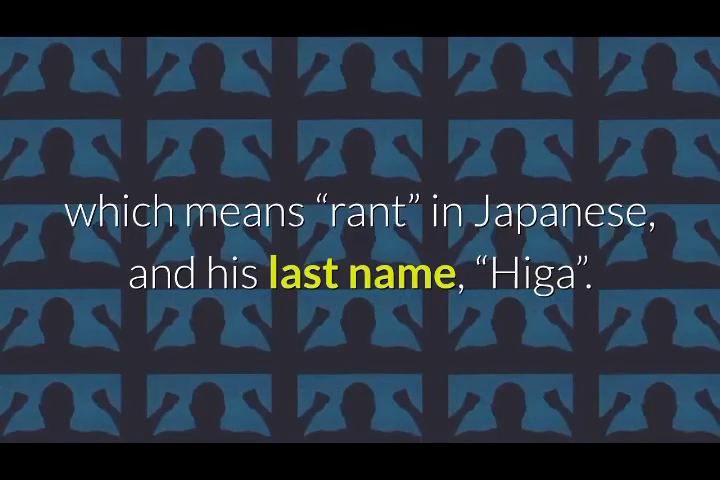 which means “rant” in Japanese,
and his last name, “Higa”.